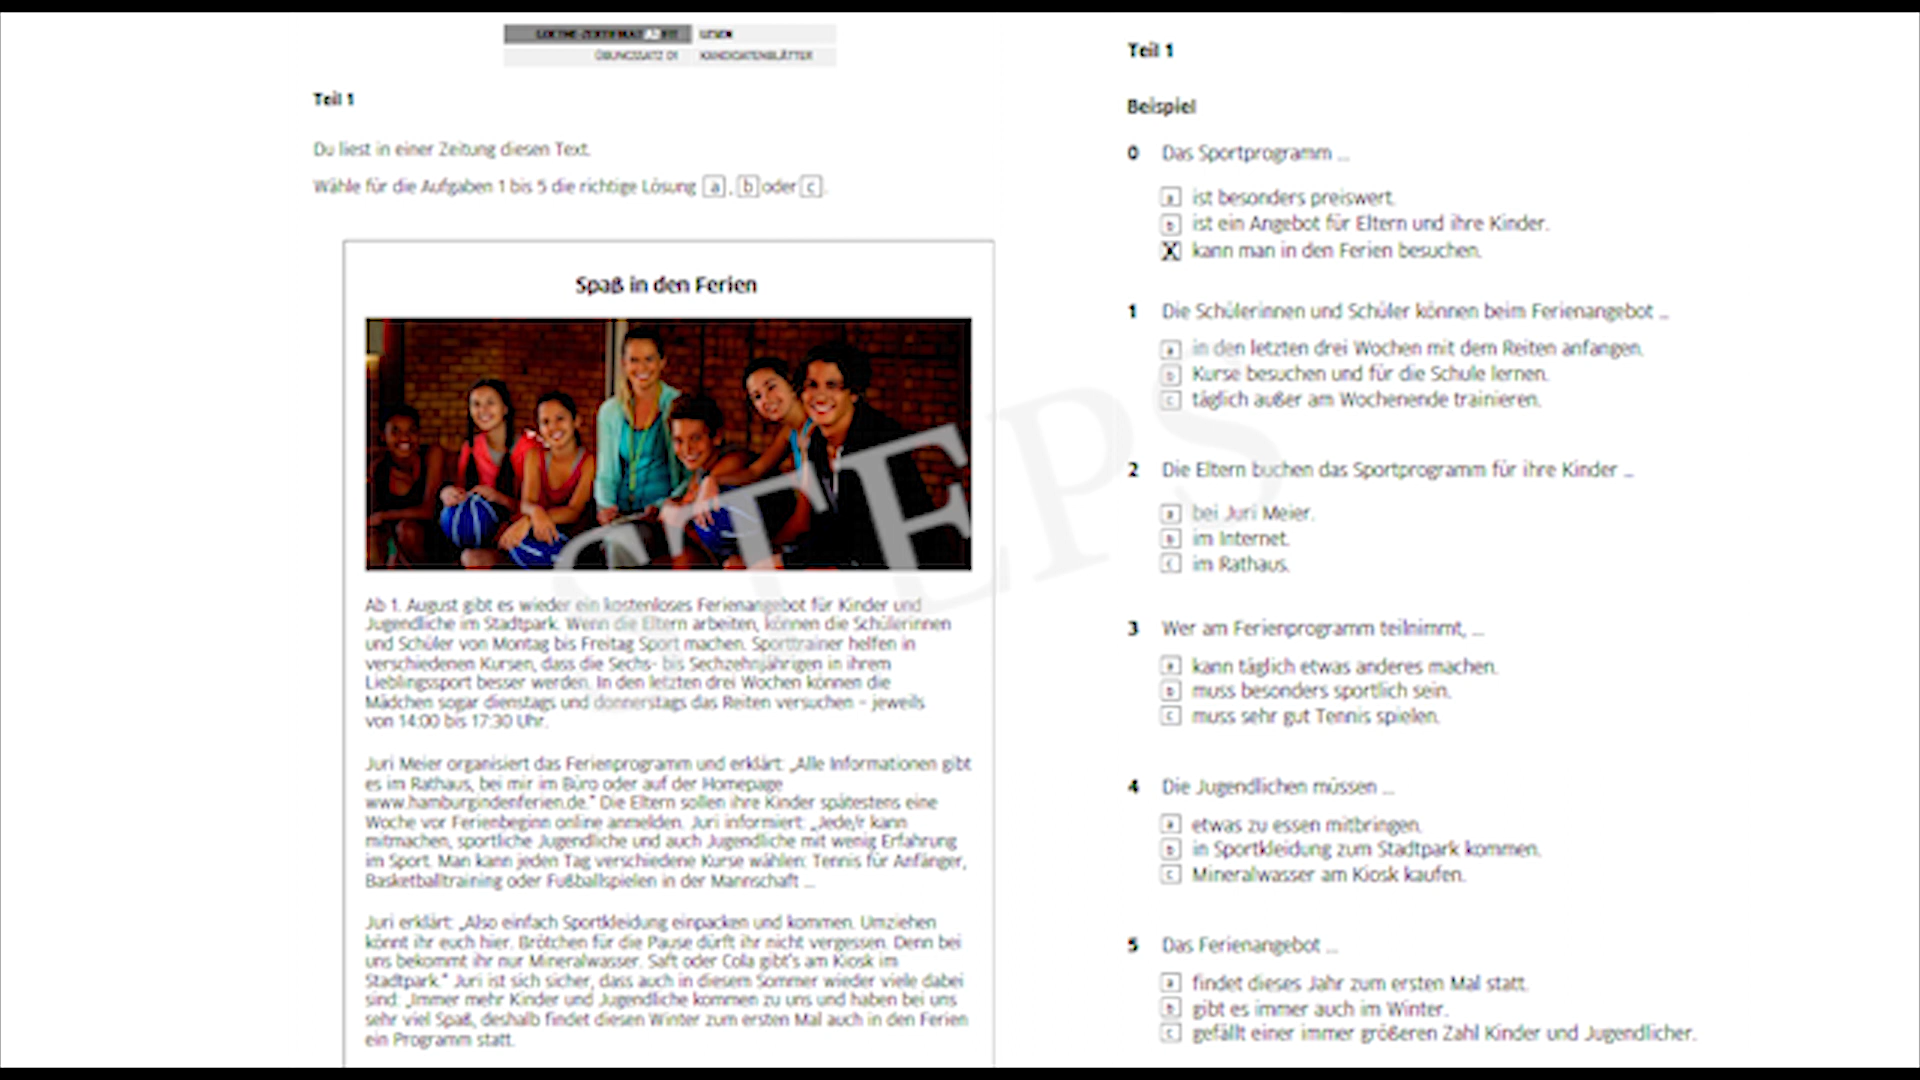 GOETHE-ZERTIFIKAT A2 FIT LESEN
ÜBUNGSSATZ 01 KANDIDATENBLÄTTER
Teil 1
Du liest in einer Zeitung diesen Text.
Wähle für die Aufgaben 1 bis 5 die richtige Lösung a, b oder c.
Spaß in den Ferien
Ab 1. August gibt es wieder ein kostenloses Ferienangebot für Kinder und
Jugendliche im Stadtpark. Wenn die Eltern arbeiten, können die Schülerinnen
und Schüler von Montag bis Freitag Sport machen. Sporttrainer helfen in
verschiedenen Kursen, dass die Sechs- bis Sechzehnjährigen in ihrem
Lieblingssport besser werden. In den letzten drei Wochen können die
Mädchen sogar dienstags und donnerstags das Reiten versuchen – jeweils
von 14:00 bis 17:30 Uhr.
Juri Meier organisiert das Ferienprogramm und erklärt: „Alle Informationen gibt
es im Rathaus, bei mir im Büro oder auf der Homepage
www.hamburgindenferien.de.“ Die Eltern sollen ihre Kinder spätestens eine
Woche vor Ferienbeginn online anmelden. Juri informiert: „Jede/r kann
mitmachen, sportliche Jugendliche und auch Jugendliche mit wenig Erfahrung
im Sport. Man kann jeden Tag verschiedene Kurse wählen: Tennis für Anfänger,
Basketballtraining oder Fußballspielen in der Mannschaft ...
Juri erklärt: „Also einfach Sportkleidung einpacken und kommen. Umziehen
könnt ihr euch hier. Brötchen für die Pause dürft ihr nicht vergessen. Denn bei
uns bekommt ihr nur Mineralwasser. Saft oder Cola gibt's am Kiosk im
Stadtpark.“ Juri ist sich sicher, dass auch in diesem Sommer wieder viele dabei
sind: „Immer mehr Kinder und Jugendliche kommen zu uns und haben bei uns
sehr viel Spaß, deshalb findet diesen Winter zum ersten Mal auch in den Ferien
ein Programm statt.
STEPS
Teil 1
Beispiel
0 Das Sportprogramm ...
a ist besonders preiswert.
b ist ein Angebot für Eltern und ihre Kinder.
X kann man in den Ferien besuchen.
1 Die Schülerinnen und Schüler können beim Ferienangebot ...
a in den letzten drei Wochen mit dem Reiten anfangen.
b Kurse besuchen und für die Schule lernen.
c täglich außer am Wochenende trainieren.
2 Die Eltern buchen das Sportprogramm für ihre Kinder ...
a bei Juri Meier.
b im Internet.
c im Rathaus.
3 Wer am Ferienprogramm teilnimmt, ...
a kann täglich etwas anderes machen.
b muss besonders sportlich sein.
c muss sehr gut Tennis spielen.
4 Die Jugendlichen müssen ...
a etwas zu essen mitbringen.
b in Sportkleidung zum Stadtpark kommen.
c Mineralwasser am Kiosk kaufen.
5 Das Ferienangebot ...
a findet dieses Jahr zum ersten Mal statt.
b gibt es immer auch im Winter.
c gefällt einer immer größeren Zahl Kinder und Jugendlicher.